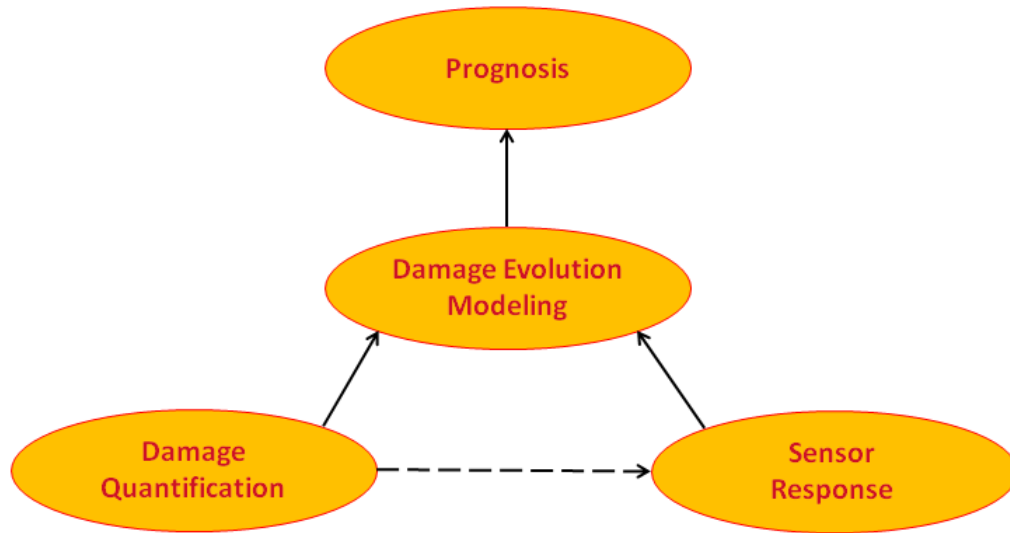 Prognosis
Damage Evolution
Modeling
Damage
Quantification
Sensor
Response